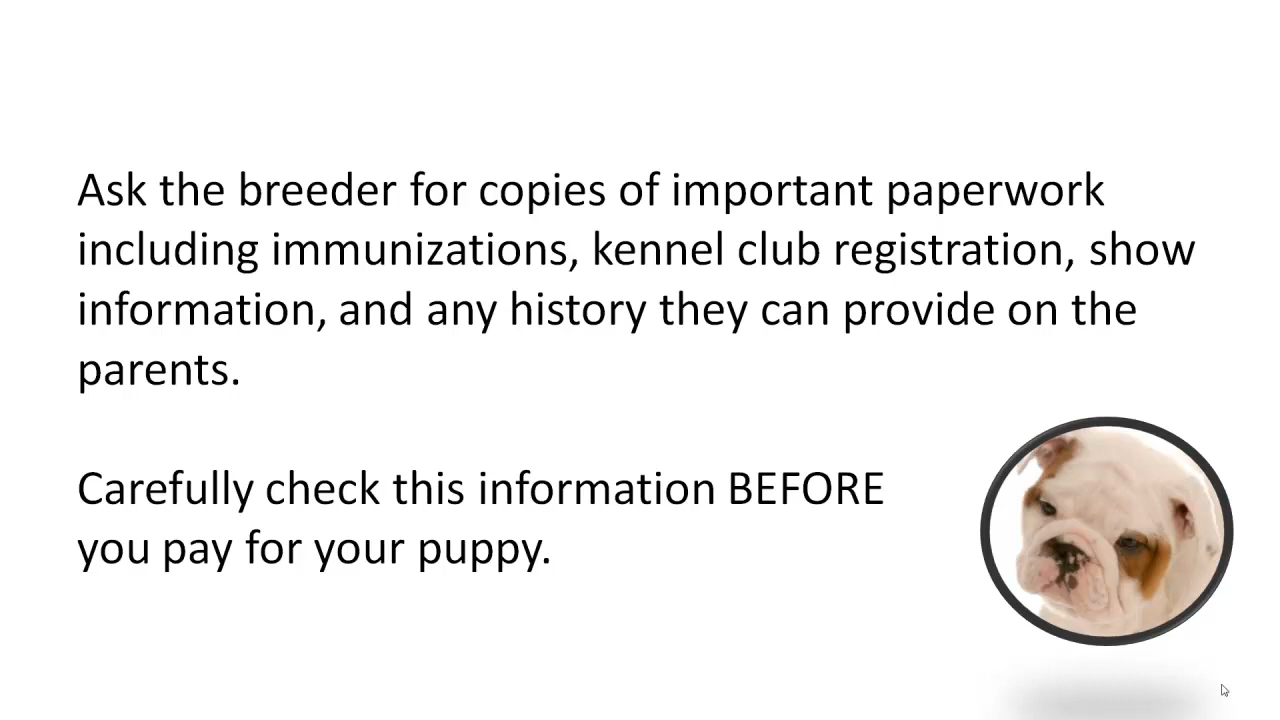 Ask the breeder for copies of important paperwork
including immunizations, kennel club registration, show
information, and any history they can provide on the
parents.
Carefully check this information BEFORE
you pay for your puppy.